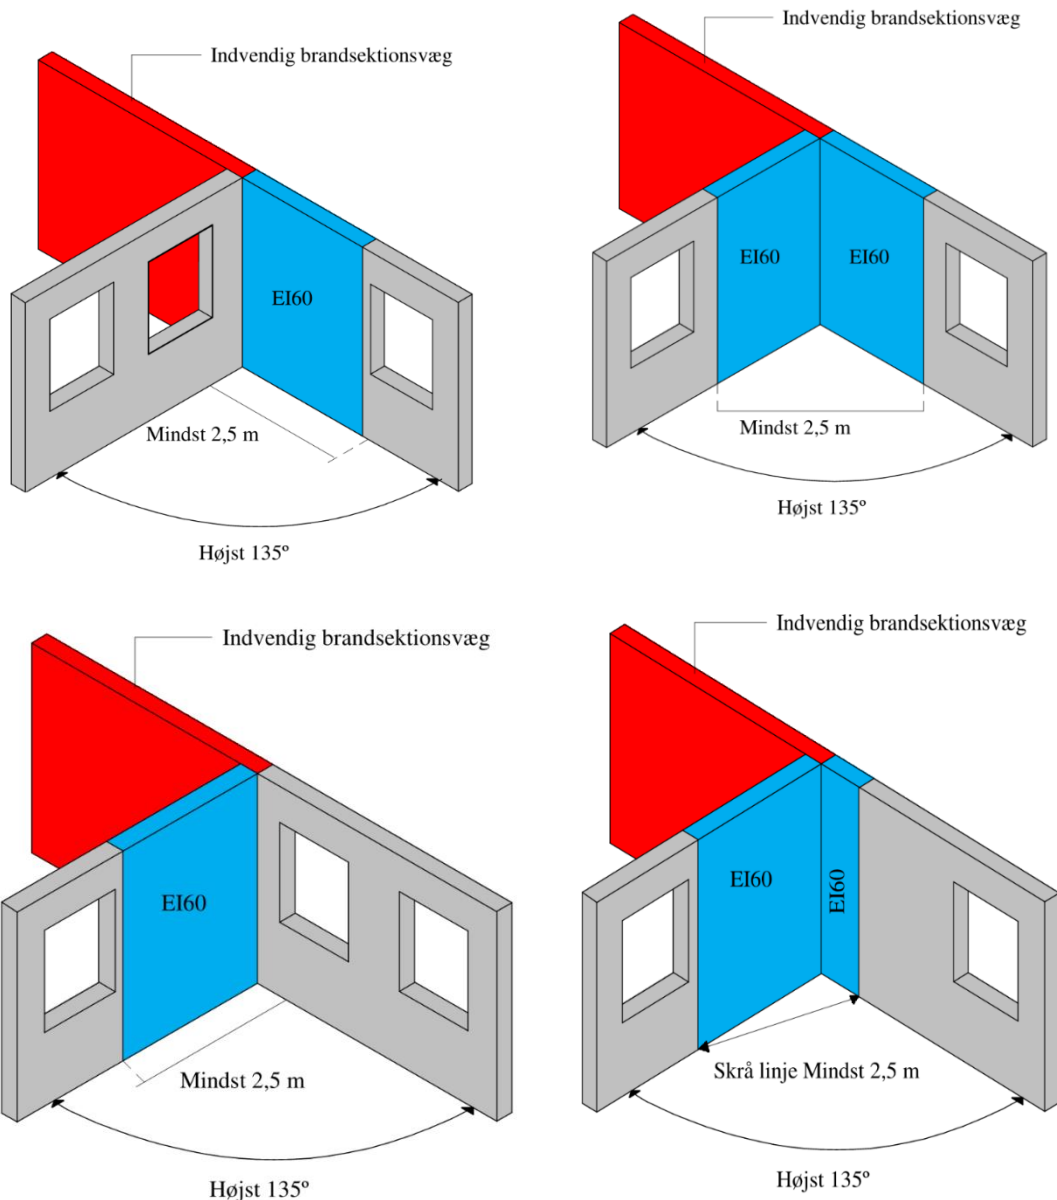 Indvendig brandsektionsvæg
EI60
Mindst 2,5 m
Højst 135º
Indvendig brandsektionsvæg
EI60
EI60
Mindst 2,5 m
Højst 135º
Indvendig brandsektionsvæg
EI60
Mindst 2,5 m
Højst 135º
Indvendig brandsektionsvæg
EI60
EI60
Skrå linje Mindst 2,5 m
Højst 135º